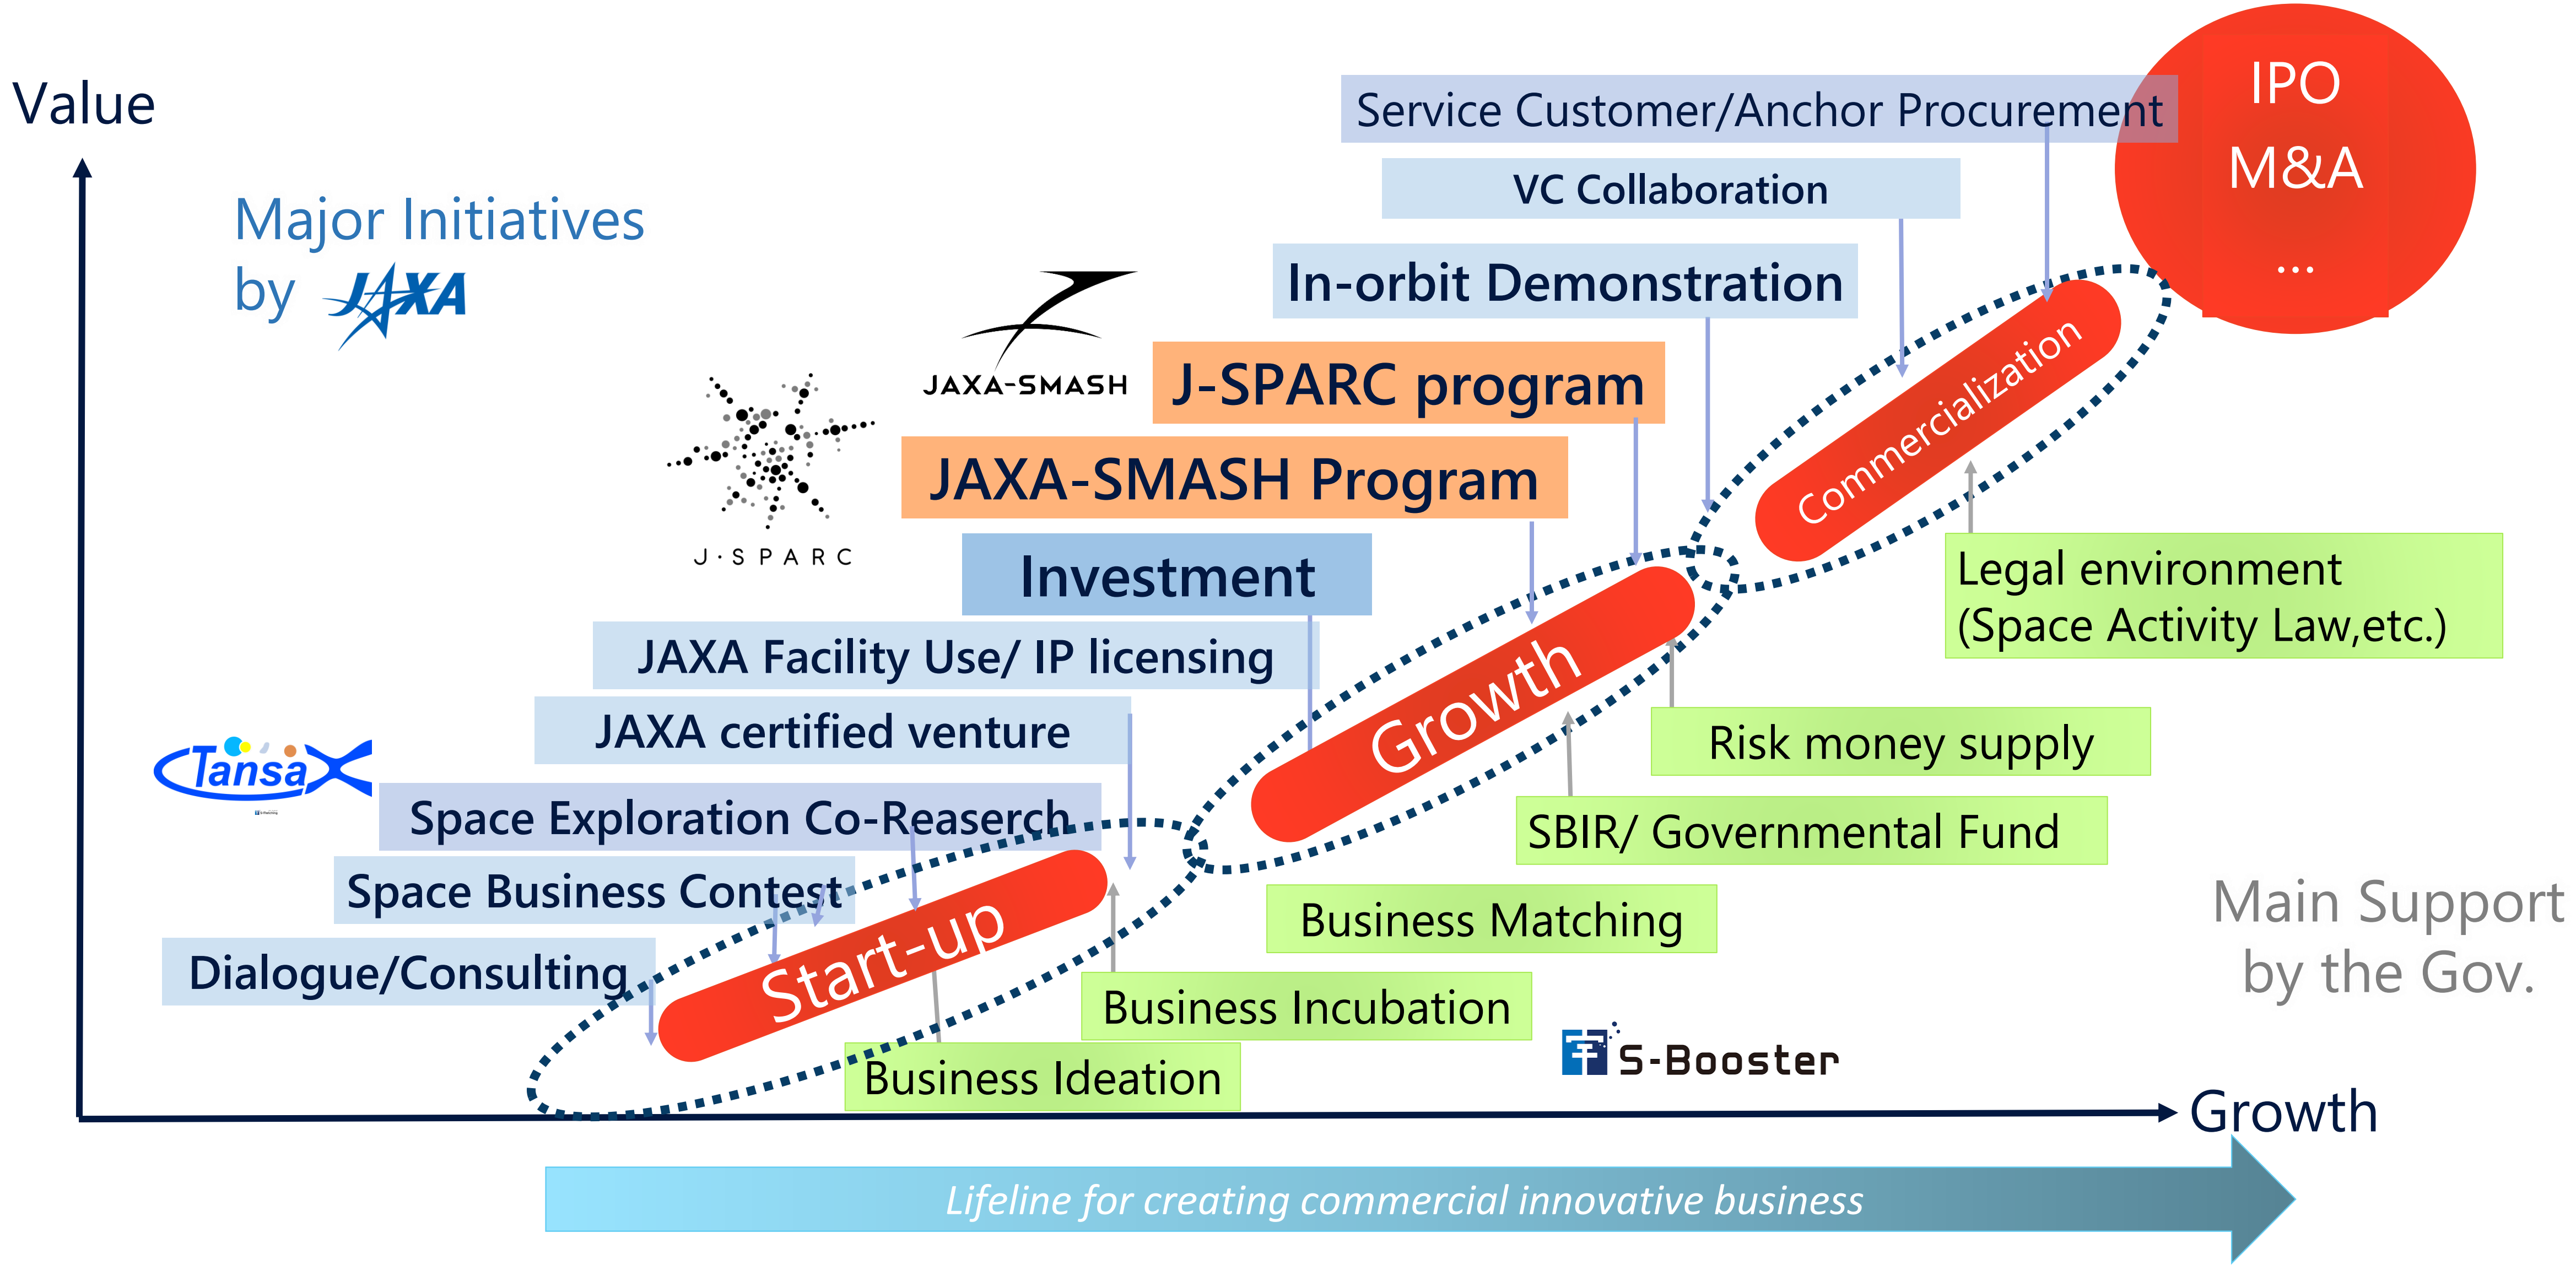 Value
Major Initiatives
by JAXA
Service Customer/Anchor Procurement
VC Collaboration
In-orbit Demonstration
J-SPARC program
JAXA-SMASH Program
Investment
JAXA Facility Use/ IP licensing
JAXA certified venture
Space Exploration Co-Reaserch
Space Business Contest
Dialogue/Consulting
JAXA-SMASH
J·SPARC
TansaX
IPO
M&A
...
Commercialization
Growth
Start-up
Legal environment
(Space Activity Law,etc.)
Risk money supply
SBIR/ Governmental Fund
Business Matching
Business Incubation
Business Ideation
S-Booster
Main Support
by the Gov.
Growth
Lifeline for creating commercial innovative business